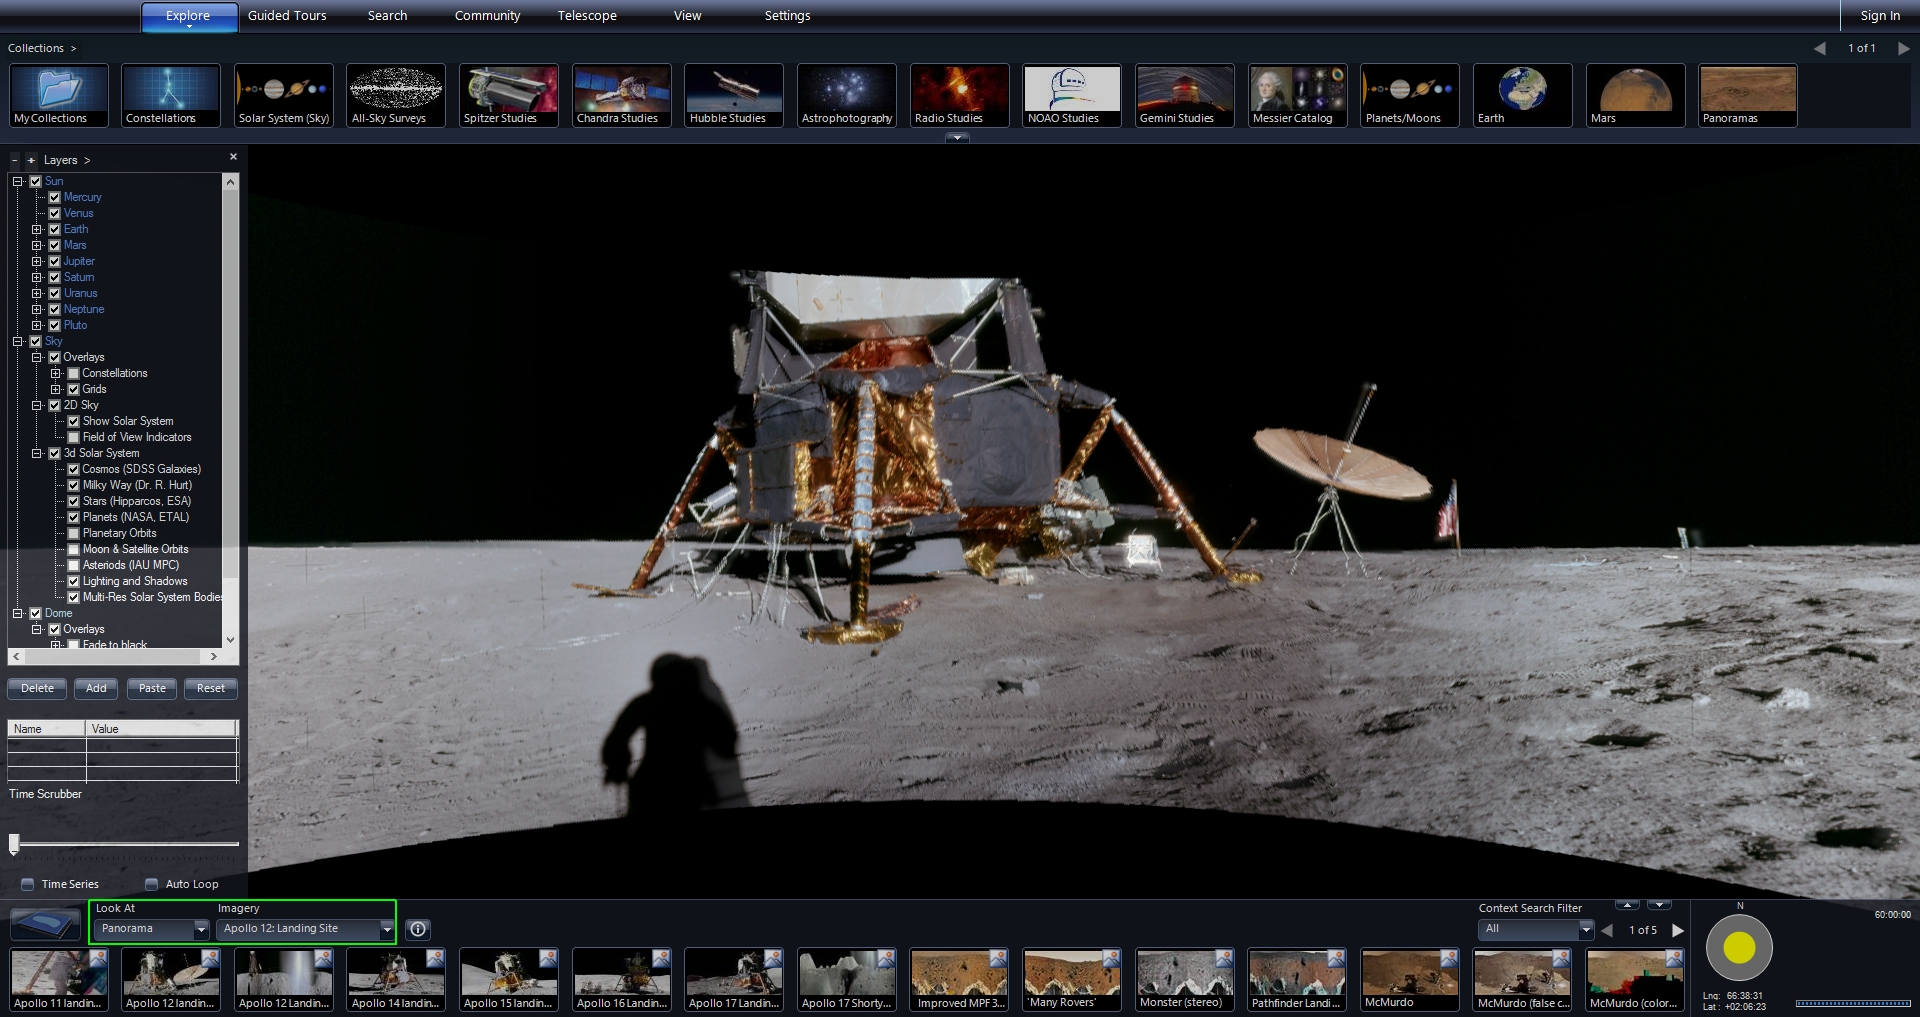 Explore Guided Tours Search Community Telescope View Settings Sign In
Collections > 1 of 1
My Collections Constellations Solar System (Sky) All-Sky Surveys Spitzer Studies Chandra Studies Hubble Studies Astrophotography Radio Studies NOAO Studies Gemini Studies Messier Catalog Planets/Moons Earth Mars Panoramas
- + Layers > ×
Sun
Mercury
Venus
Earth
Mars
Jupiter
Saturn
Uranus
Neptune
Pluto
Sky
Overlays
Constellations
Grids
2D Sky
Show Solar System
Field of View Indicators
3d Solar System
Cosmos (SDSS Galaxies)
Milky Way (Dr. R. Hurt)
Stars (Hipparcos, ESA)
Planets (NASA, ETAL)
Planetary Orbits
Moon & Satellite Orbits
Asteriods (IAU MPC)
Lighting and Shadows
Multi-Res Solar System Bodies
Dome
Overlays
Fade to black
Delete Add Paste Reset
Name Value
Time Scrubber
Time Series Auto Loop
Look At Imagery
Panorama Apollo 12: Landing Site
Context Search Filter
All 1 of 5
N
60:00:00
Apollo 11 landin... Apollo 12 landin... Apollo 12 Landin... Apollo 14 landin... Apollo 15 landin... Apollo 16 Landin... Apollo 17 Landin... Apollo 17 Shorty... Improved MPF 3... 'Many Rovers' Monster (stereo) Pathfinder Landi... McMurdo McMurdo (false c... McMurdo (color...
Lng: 66:38:31
Lat : +02:06:23